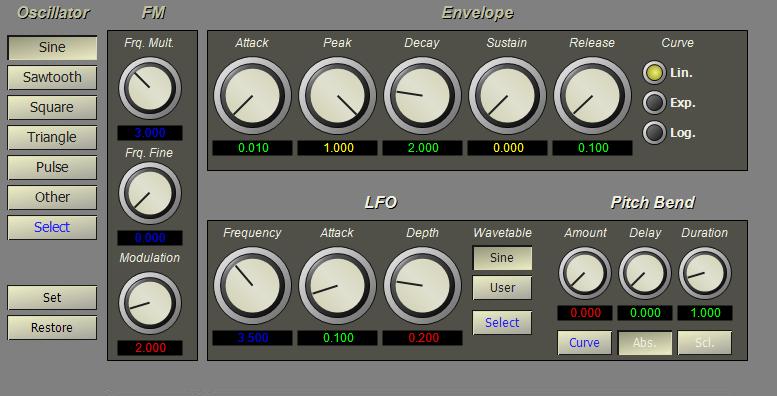 Oscillator
Sine
Sawtooth
Square
Triangle
Pulse
Other
Select
Set
Restore
FM
Frq. Mult.
3.000
Frq. Fine
0.000
Modulation
2.000
Envelope
Attack Peak Decay Sustain Release Curve
Lin.
Exp.
Log.
0.010 1.000 2.000 0.000 0.100
LFO
Frequency Attack Depth Wavetable
Sine
User
Select
3.500 0.100 0.200
Pitch Bend
Amount Delay Duration
0.000 0.000 1.000
Curve Abs. Scl.